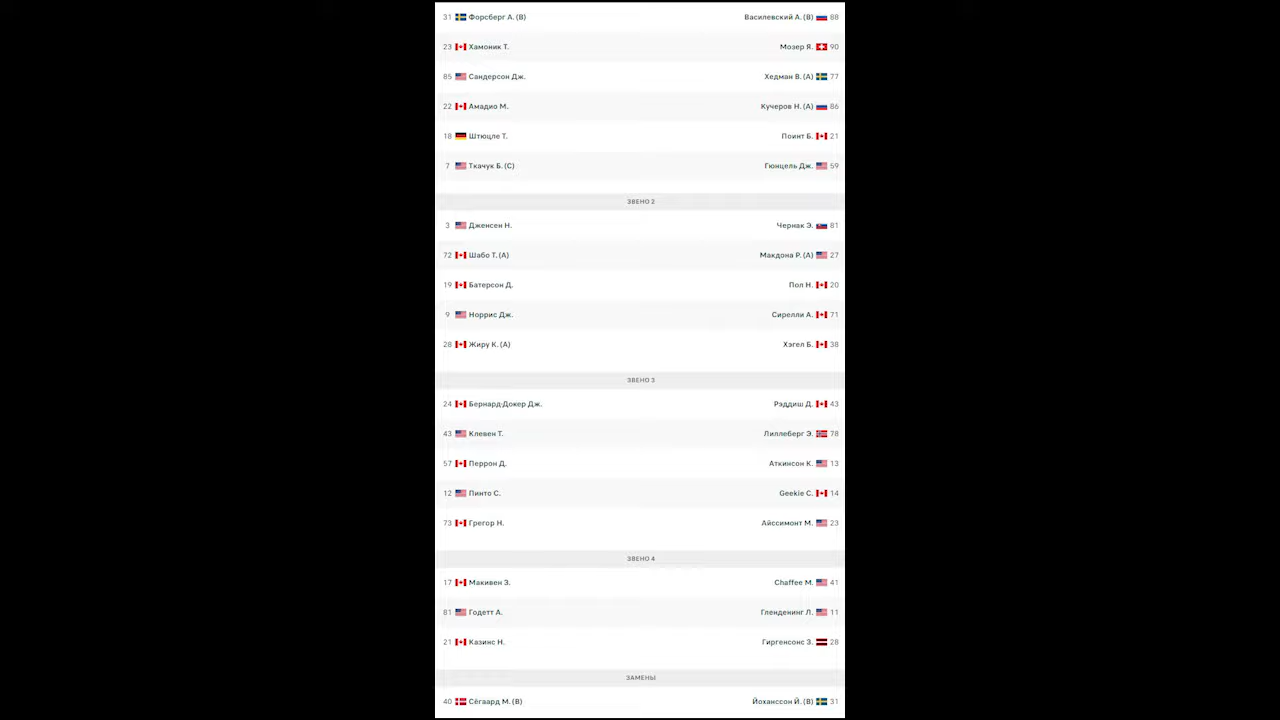 31 Форсберг А. (В) Василевский А. (В) 88
23 Хамоник Т. Мозер Я. 90
85 Сандерсон Дж. Хедман В. (А) 77
22 Амадио М. Кучеров Н. (А) 86
18 Штюцле Т. Поинт Б. 21
7 Ткачук Б. (С) Гюнцель Дж. 59
ЗВЕНО 2
3 Дженсен Н. Чернак Э. 81
72 Шабо Т. (А) Макдона Р. (А) 27
19 Батерсон Д. Пол Н. 20
9 Норрис Дж. Сирелли А. 71
28 Жиру К. (А) Хэгел Б. 38
ЗВЕНО 3
24 Бернард-Докер Дж. Рэддиш Д. 43
43 Клевен Т. Лиллеберг Э. 78
57 Перрон Д. Аткинсон К. 13
12 Пинто С. Geekie C. 14
73 Грегор Н. Айссимонт М. 23
ЗВЕНО 4
17 Макивен З. Chaffee M. 41
81 Годетт А. Гленденинг Л. 11
21 Казинс Н. Гиргенсонс З. 28
ЗАМЕНЫ
40 Сёгаард М. (В) Йоханссон Й. (В) 31